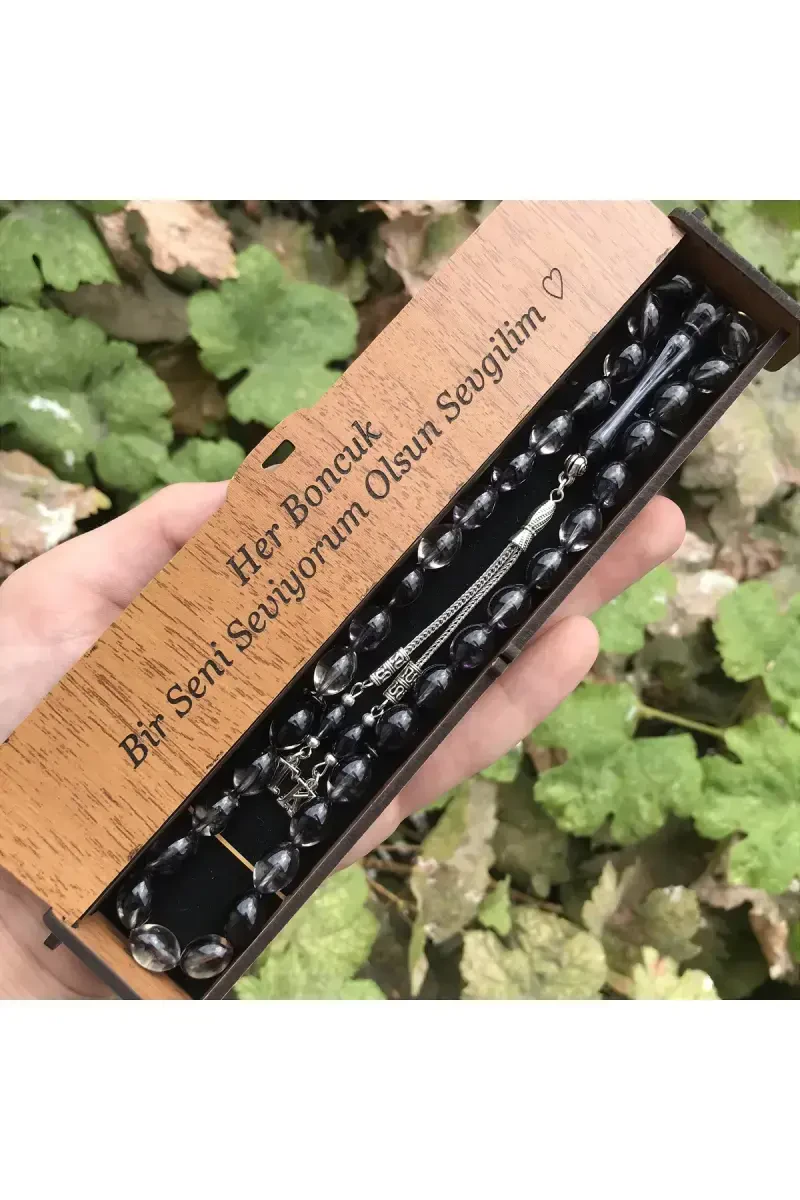 Her Boncuk
Bir Seni Seviyorum Olsun Sevgilim ♡